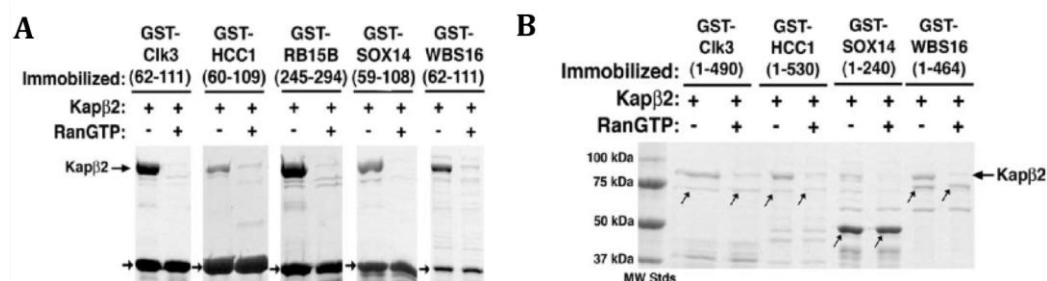 A
GST- GST- GST- GST- GST-
Clk3 HCC1 RB15B SOX14 WBS16
Immobilized: (62-111) (60-109) (245-294) (59-108) (62-111)
Kapβ2: + + + + + + + + + +
RanGTP: - + - + - + - + - +
Kapβ2
B
GST- GST- GST- GST-
Clk3 HCC1 SOX14 WBS16
Immobilized: (1-490) (1-530) (1-240) (1-464)
Kapβ2: + + + + + + + +
RanGTP: - + - + - + - +
100 kDa
Kapβ2
75 kDa
50 kDa
37 kDa
MW Stds